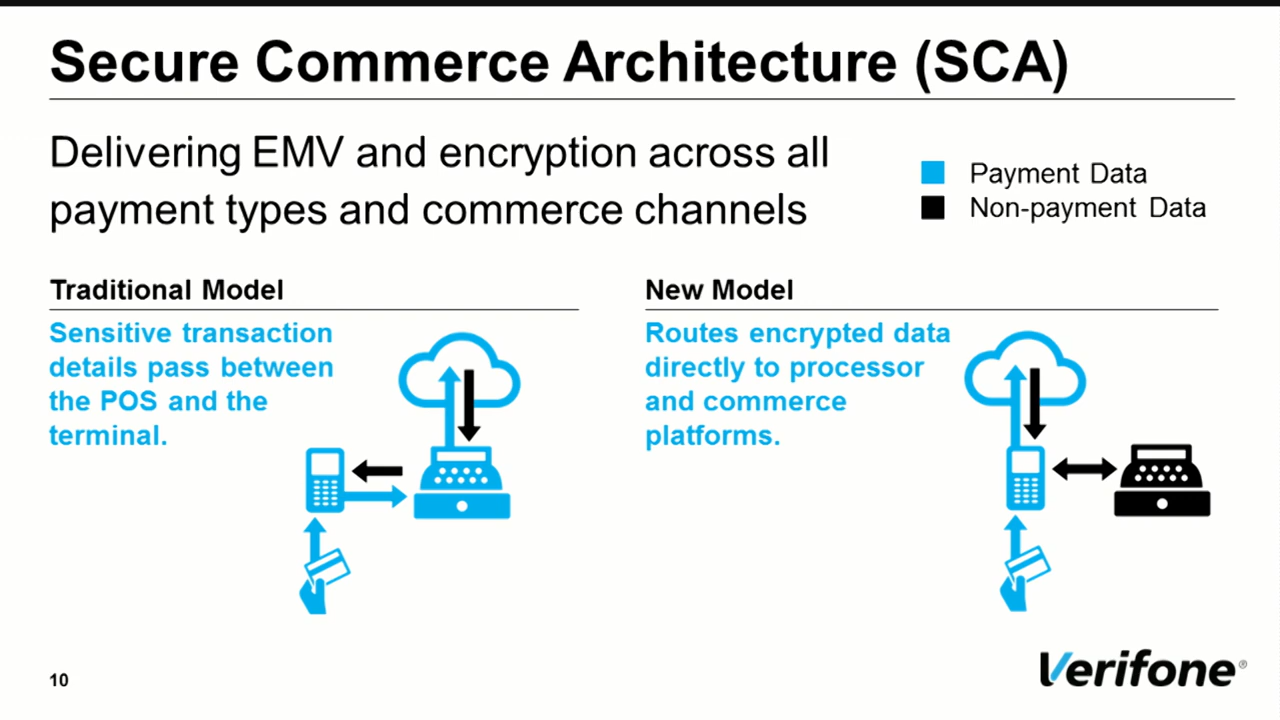 Secure Commerce Architecture (SCA)
Delivering EMV and encryption across all
payment types and commerce channels
Payment Data
Non-payment Data
Traditional Model
Sensitive transaction
details pass between
the POS and the
terminal.
New Model
Routes encrypted data
directly to processor
and commerce
platforms.
10
Verifone®